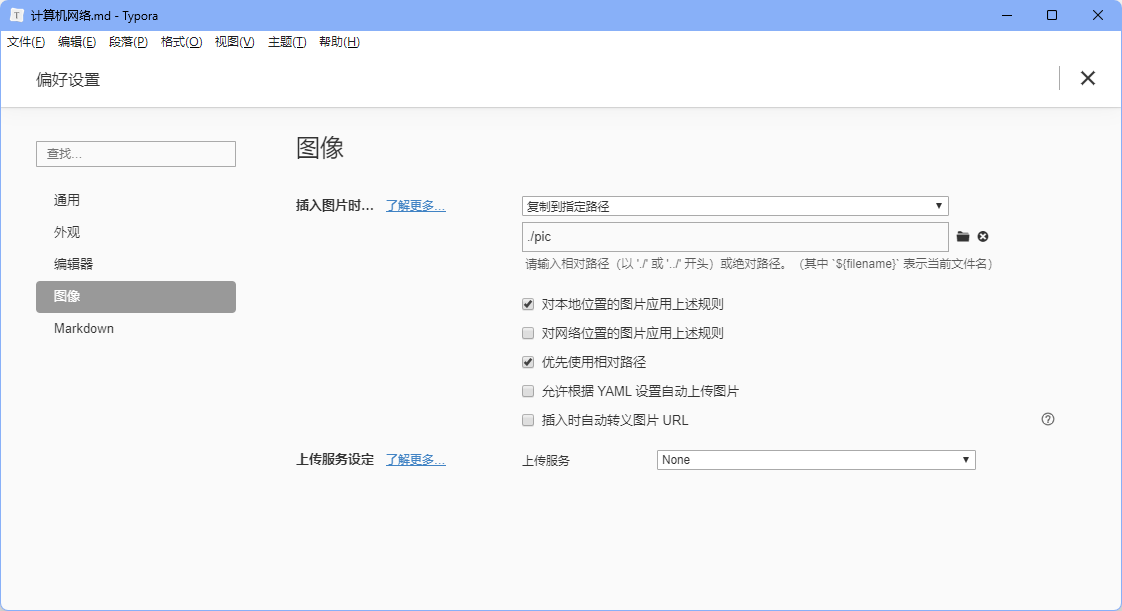 计算机网络.md - Typora
文件(F) 编辑(E) 段落(P) 格式(O) 视图(V) 主题(T) 帮助(H)
偏好设置
查找...
通用
外观
编辑器
图像
Markdown
图像
插入图片时... 了解更多... 复制到指定路径
./pic
请输入相对路径（以 './' 或 '../' 开头）或绝对路径。（其中 `${filename}` 表示当前文件名）
对本地位置的图片应用上述规则
对网络位置的图片应用上述规则
优先使用相对路径
允许根据 YAML 设置自动上传图片
插入时自动转义图片 URL
上传服务设定 了解更多... 上传服务 None